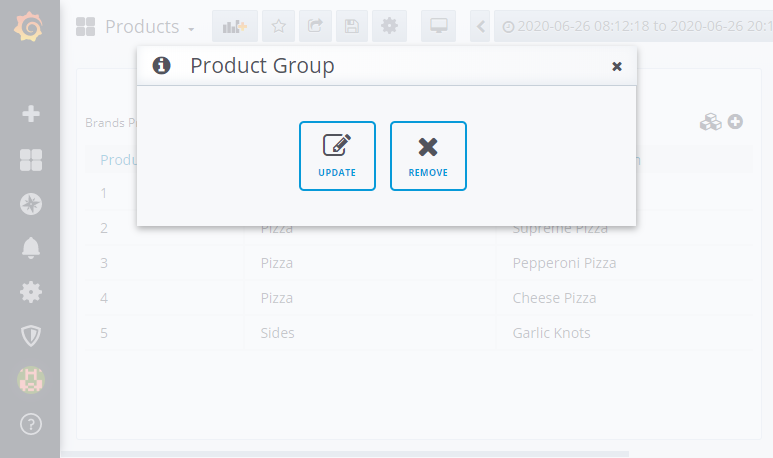 Products
2020-06-26 08:12:18 to 2020-06-26 20:1
Product Group
UPDATE
REMOVE
Brands P
Produ
1
2 Pizza Supreme Pizza
3 Pizza Pepperoni Pizza
4 Pizza Cheese Pizza
5 Sides Garlic Knots